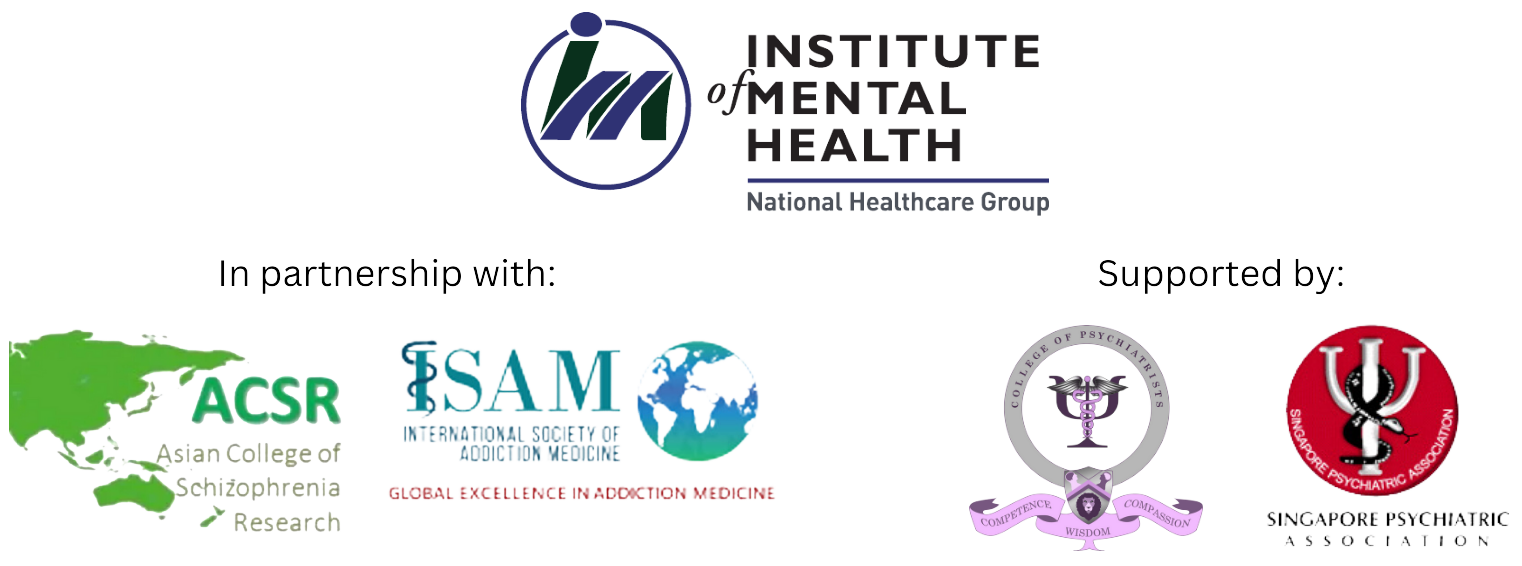 im
INSTITUTE
of MENTAL
HEALTH
National Healthcare Group
In partnership with:
Supported by:
ACSR
Asian College of
Schizophrenia
Research
ISAM
INTERNATIONAL SOCIETY OF
ADDICTION MEDICINE
GLOBAL EXCELLENCE IN ADDICTION MEDICINE
COLLEGE OF PSYCHIATRISTS
COMPETENCY,
WISDOM
COMPASSION
SINGAPORE PSYCHIATRIC ASSOCIATION
SINGAPORE PSYCHIATRIC
ASSOCIATION